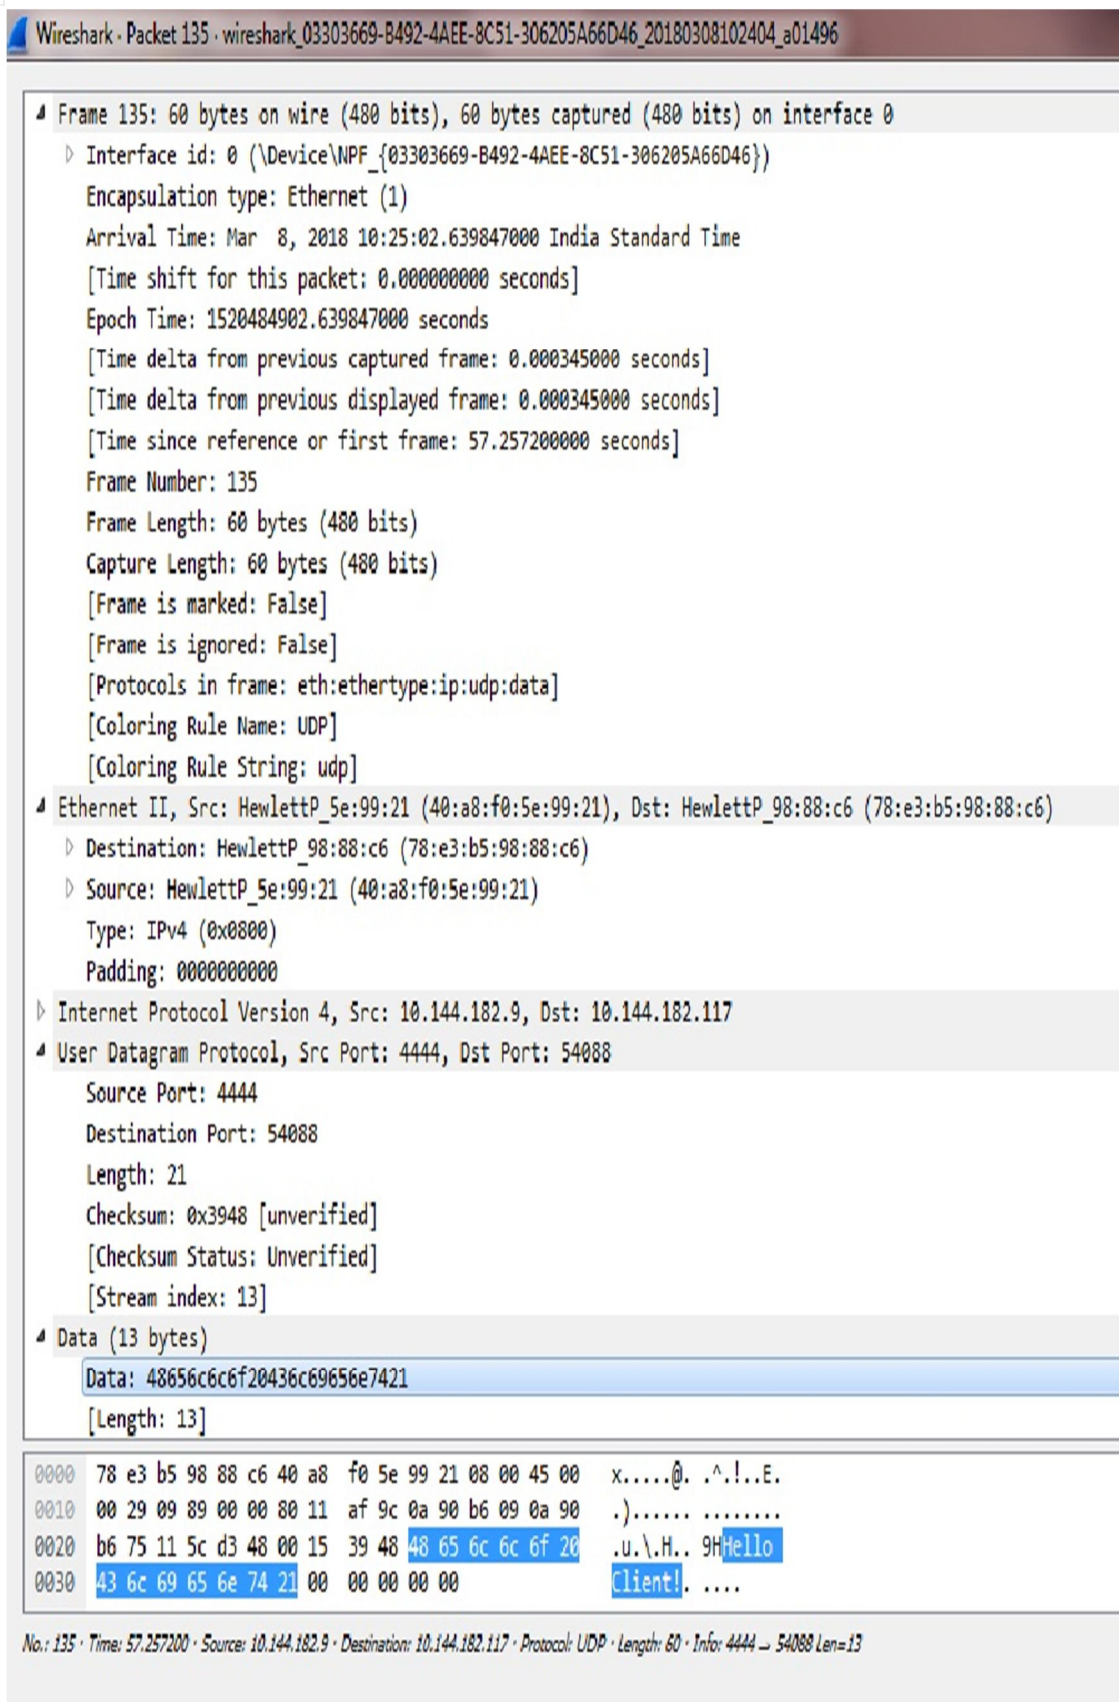 Wireshark · Packet 135 · wireshark_03303669-B492-4AEE-8C51-306205A66D46_20180308102404_a01496
Frame 135: 60 bytes on wire (480 bits), 60 bytes captured (480 bits) on interface 0
Interface id: 0 (\Device\NPF_{03303669-B492-4AEE-8C51-306205A66D46})
Encapsulation type: Ethernet (1)
Arrival Time: Mar  8, 2018 10:25:02.639847000 India Standard Time
[Time shift for this packet: 0.000000000 seconds]
Epoch Time: 1520484902.639847000 seconds
[Time delta from previous captured frame: 0.000345000 seconds]
[Time delta from previous displayed frame: 0.000345000 seconds]
[Time since reference or first frame: 57.257200000 seconds]
Frame Number: 135
Frame Length: 60 bytes (480 bits)
Capture Length: 60 bytes (480 bits)
[Frame is marked: False]
[Frame is ignored: False]
[Protocols in frame: eth:ethertype:ip:udp:data]
[Coloring Rule Name: UDP]
[Coloring Rule String: udp]
Ethernet II, Src: HewlettP_5e:99:21 (40:a8:f0:5e:99:21), Dst: HewlettP_98:88:c6 (78:e3:b5:98:88:c6)
Destination: HewlettP_98:88:c6 (78:e3:b5:98:88:c6)
Source: HewlettP_5e:99:21 (40:a8:f0:5e:99:21)
Type: IPv4 (0x0800)
Padding: 0000000000
Internet Protocol Version 4, Src: 10.144.182.9, Dst: 10.144.182.117
User Datagram Protocol, Src Port: 4444, Dst Port: 54088
Source Port: 4444
Destination Port: 54088
Length: 21
Checksum: 0x3948 [unverified]
[Checksum Status: Unverified]
[Stream index: 13]
Data (13 bytes)
Data: 48656c6c6f20436c69656e7421
[Length: 13]
0000 78 e3 b5 98 88 c6 40 a8 f0 5e 99 21 08 00 45 00 x.....@. .^.!..E.
0010 00 29 09 89 00 00 80 11 af 9c 0a 90 b6 09 0a 90 .)...... ........
0020 b6 75 11 5c d3 48 00 15 39 48 48 65 6c 6c 6f 20 .u.\.H.. 9HHello
0030 43 6c 69 65 6e 74 21 00 00 00 00 00 Client!. ....
No.: 135 · Time: 57.257200 · Source: 10.144.182.9 · Destination: 10.144.182.117 · Protocol: UDP · Length: 60 · Info: 4444 → 54088 Len=13